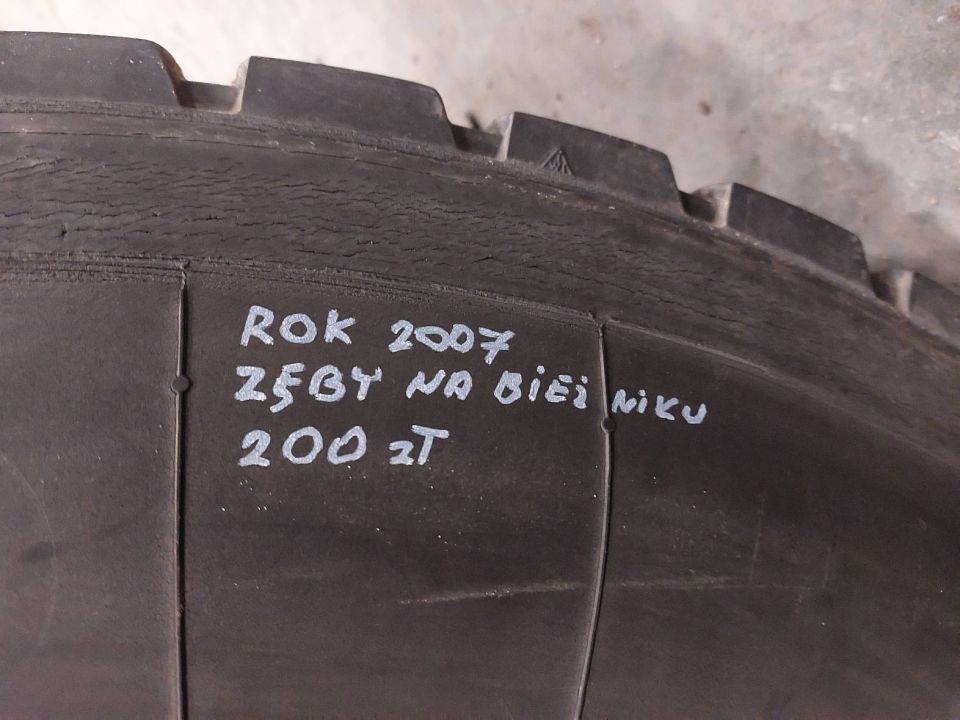 ROK 2007
ZĘBY NA BIEŻNIKU
200 zŁ